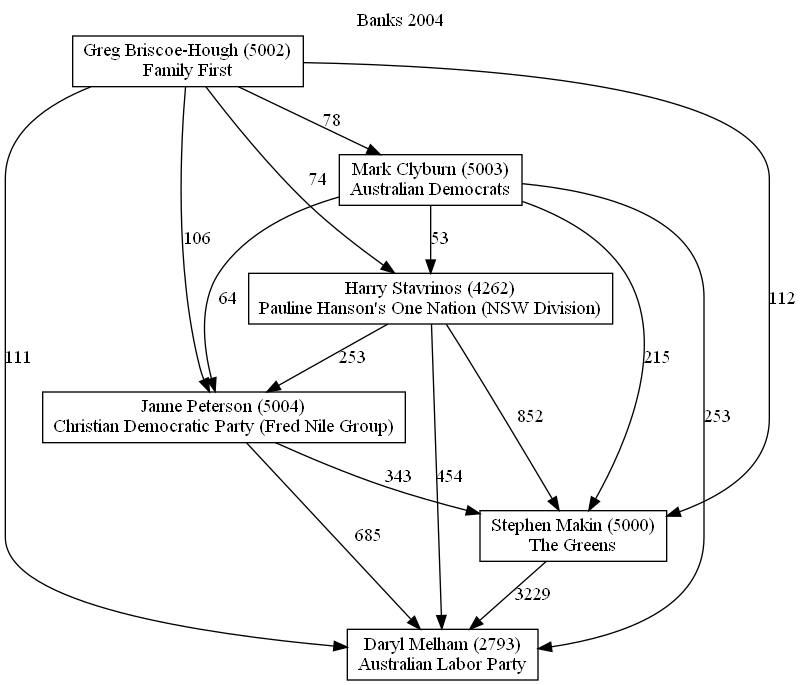 Banks 2004
Greg Briscoe-Hough (5002)
Family First
78
Mark Clyburn (5003)
Australian Democrats
74
106
53
64
112
Harry Stavrinos (4262)
Pauline Hanson's One Nation (NSW Division)
111
253
215
Janne Peterson (5004)
Christian Democratic Party (Fred Nile Group)
852
253
343
454
Stephen Makin (5000)
The Greens
685
3229
Daryl Melham (2793)
Australian Labor Party